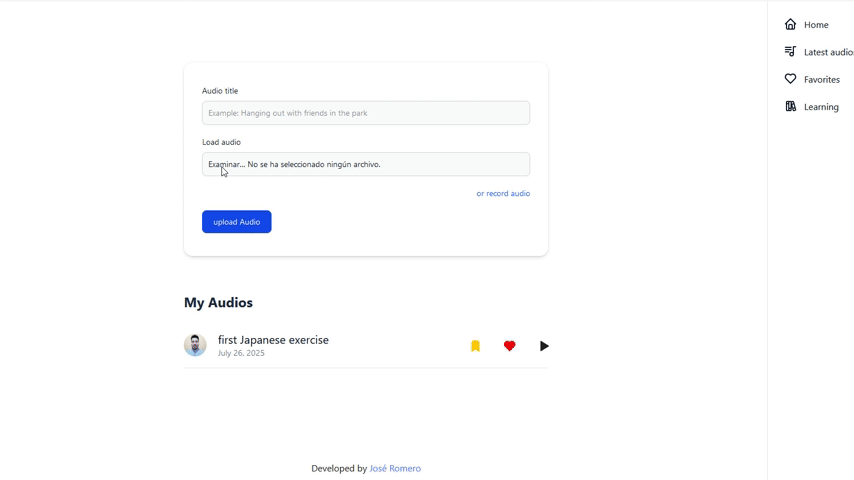 Home
Latest audio
Favorites
Learning
Audio title
Example: Hanging out with friends in the park
Load audio
Examinar... No se ha seleccionado ningún archivo.
or record audio
upload Audio
My Audios
first Japanese exercise
July 26, 2025
Developed by José Romero